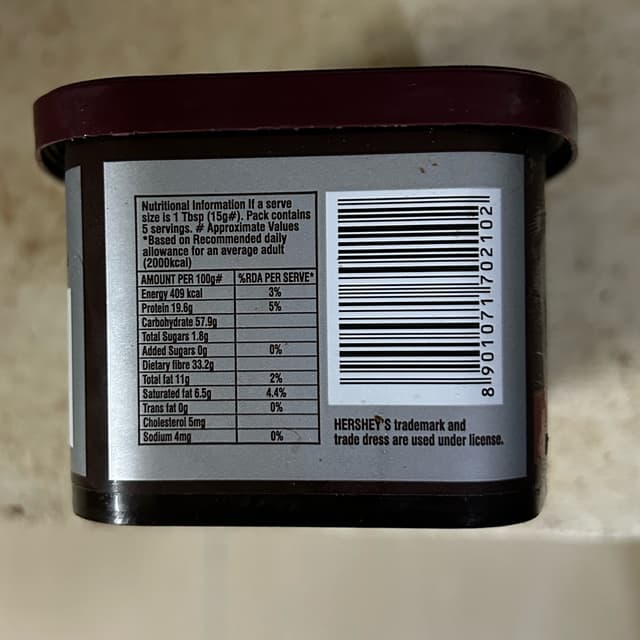 Nutritional Information If a serve
size is 1 Tbsp (15g#). Pack contains
5 servings. # Approximate Values
*Based on Recommended daily
allowance for an average adult
(2000kcal)
AMOUNT PER 100g# %RDA PER SERVE*
Energy 409 kcal 3%
Protein 19.6g 5%
Carbohydrate 57.9g
Total Sugars 1.8g
Added Sugars 0g 0%
Dietary fibre 33.2g
Total fat 11g 2%
Saturated fat 6.5g 4.4%
Trans fat 0g 0%
Cholesterol 5mg
Sodium 4mg 0%
8 901071 702102
HERSHEY'S trademark and
trade dress are used under license.